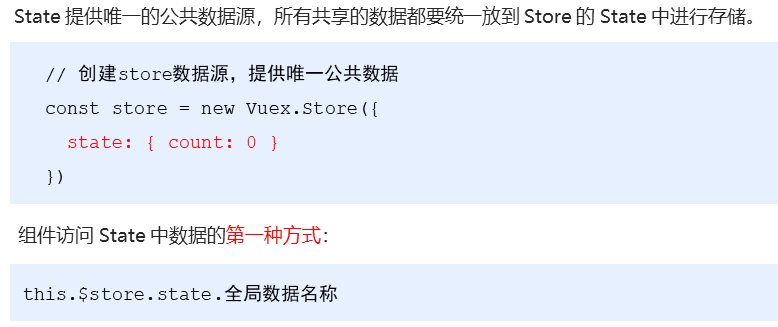 State 提供唯一的公共数据源，所有共享的数据都要统一放到 Store 的 State 中进行存储。
// 创建store数据源，提供唯一公共数据
const store = new Vuex.Store({
state: { count: 0 }
})
组件访问 State 中数据的第一种方式：
this.$store.state.全局数据名称